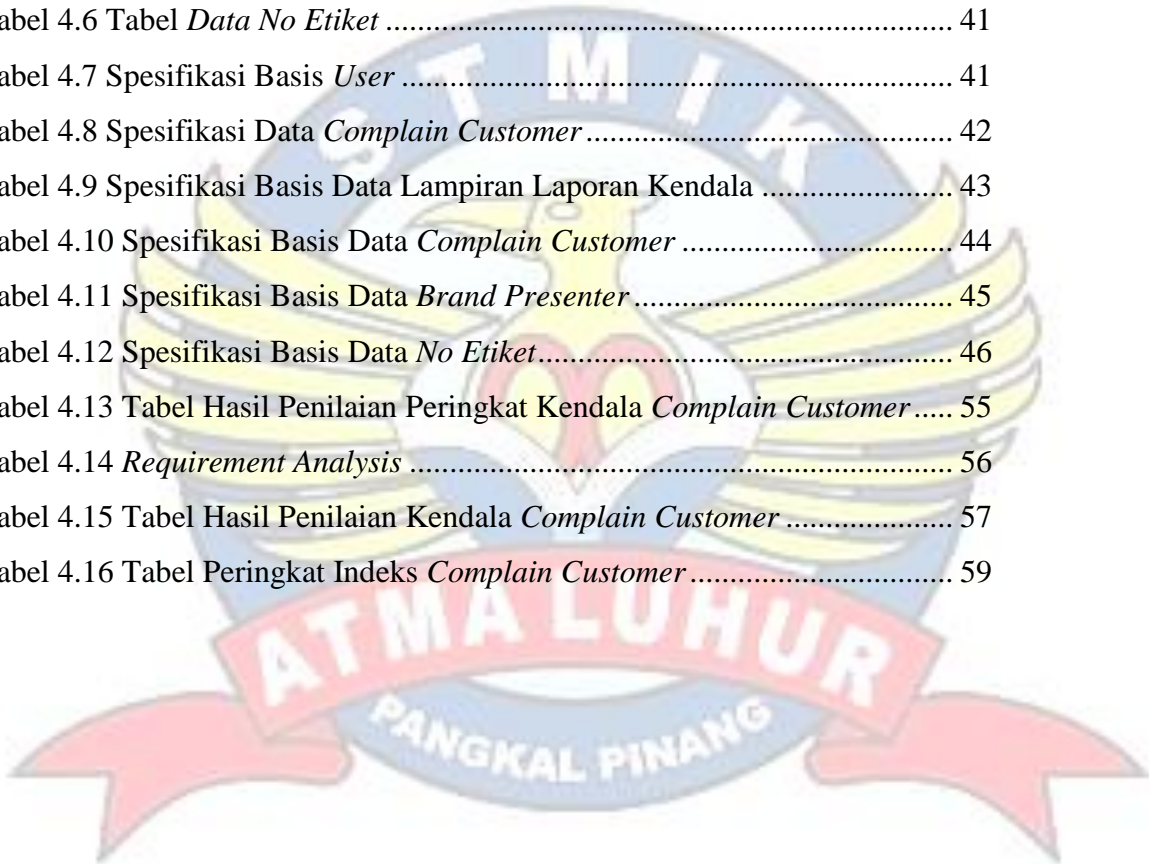 abel 4.6 Tabel Data No Etiket ........................................................................ 41
abel 4.7 Spesifikasi Basis User ...................................................................... 41
abel 4.8 Spesifikasi Data Complain Customer .............................................. 42
abel 4.9 Spesifikasi Basis Data Lampiran Laporan Kendala ........................ 43
abel 4.10 Spesifikasi Basis Data Complain Customer .................................. 44
abel 4.11 Spesifikasi Basis Data Brand Presenter ........................................ 45
abel 4.12 Spesifikasi Basis Data No Etiket .................................................... 46
abel 4.13 Tabel Hasil Penilaian Peringkat Kendala Complain Customer ..... 55
abel 4.14 Requirement Analysis .................................................................... 56
abel 4.15 Tabel Hasil Penilaian Kendala Complain Customer ..................... 57
abel 4.16 Tabel Peringkat Indeks Complain Customer ................................. 59
STMIK
ATMA LUHUR
PANGKAL PINANG